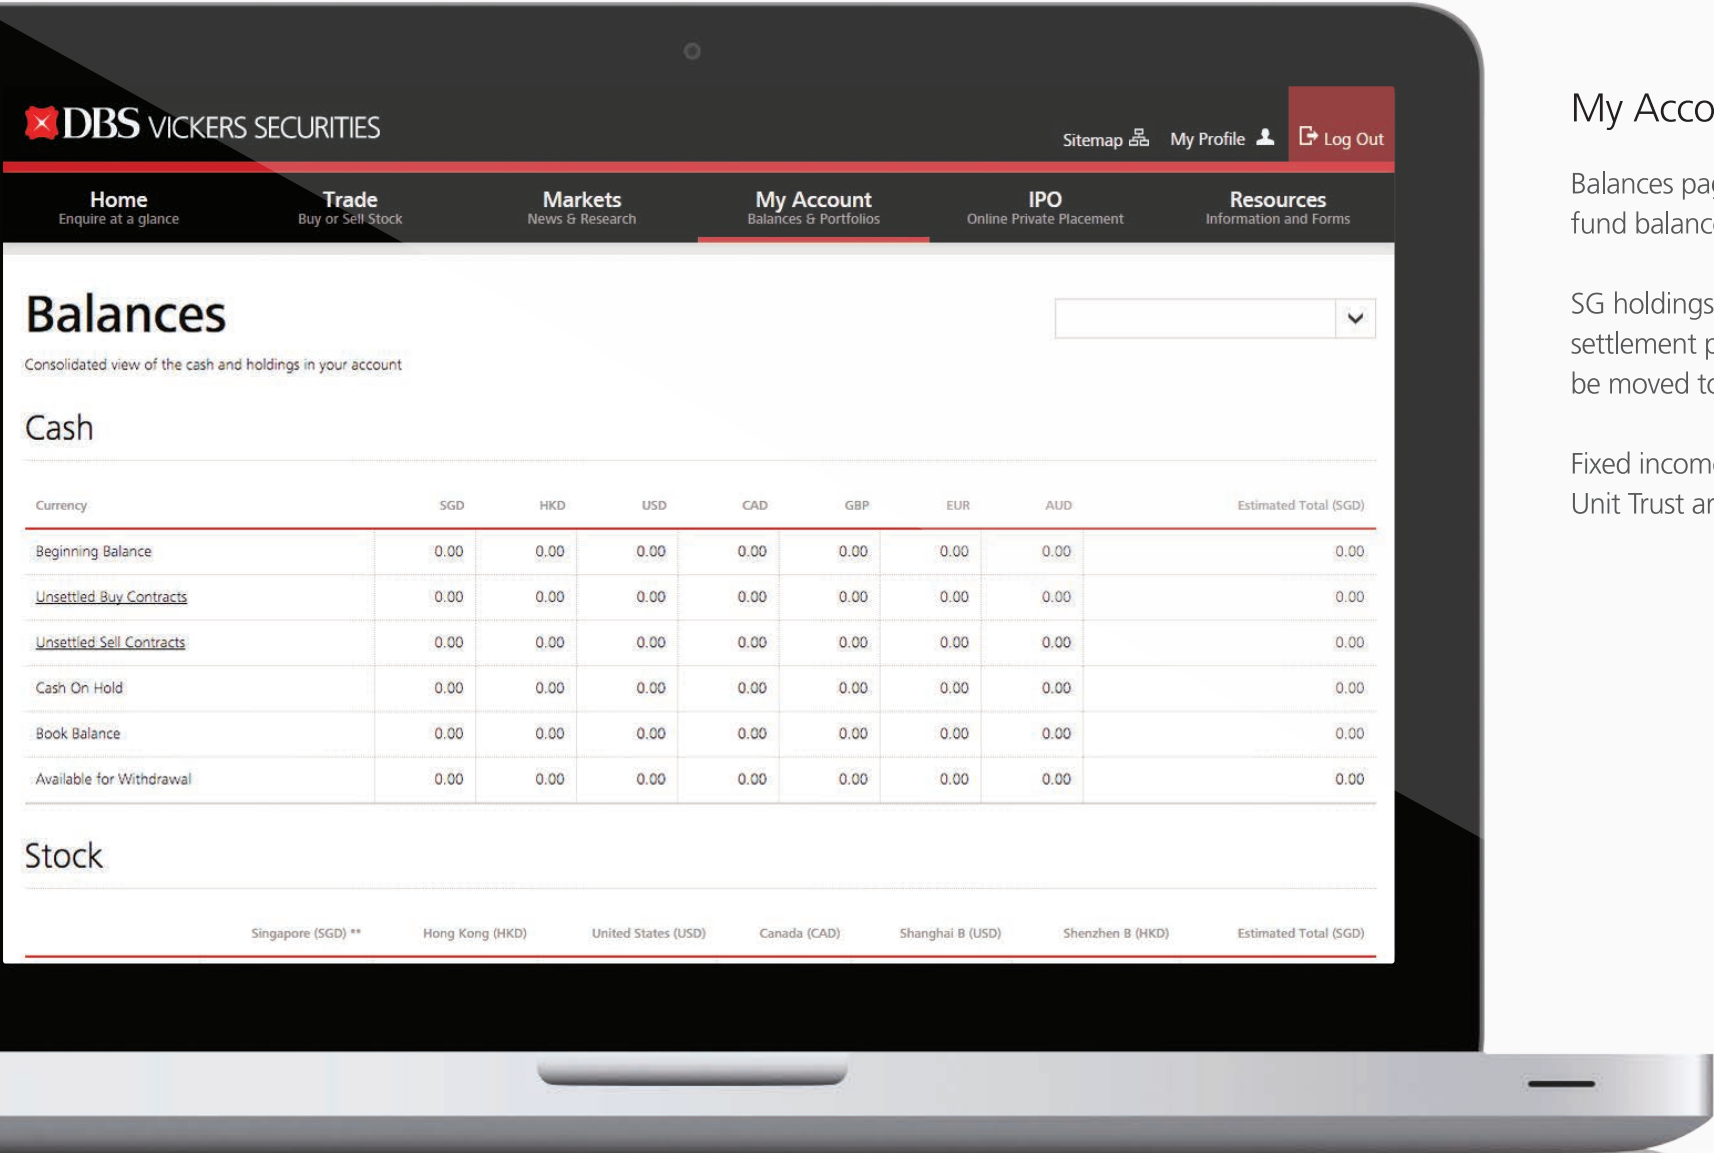 DBS VICKERS SECURITIES
Sitemap My Profile Log Out
Home Trade Markets My Account IPO Resources
Enquire at a glance Buy or Sell Stock News & Research Balances & Portfolios Online Private Placement Information and Forms
Balances
Consolidated view of the cash and holdings in your account
Cash
Currency SGD HKD USD CAD GBP EUR AUD Estimated Total (SGD)
Beginning Balance 0.00 0.00 0.00 0.00 0.00 0.00 0.00 0.00
Unsettled Buy Contracts 0.00 0.00 0.00 0.00 0.00 0.00 0.00 0.00
Unsettled Sell Contracts 0.00 0.00 0.00 0.00 0.00 0.00 0.00 0.00
Cash On Hold 0.00 0.00 0.00 0.00 0.00 0.00 0.00 0.00
Book Balance 0.00 0.00 0.00 0.00 0.00 0.00 0.00 0.00
Available for Withdrawal 0.00 0.00 0.00 0.00 0.00 0.00 0.00 0.00
Stock
Singapore (SGD) ** Hong Kong (HKD) United States (USD) Canada (CAD) Shanghai B (USD) Shenzhen B (HKD) Estimated Total (SGD)
My
Balances
fund
SG holdings
settlement
be moved
Fixed
Unit Trust